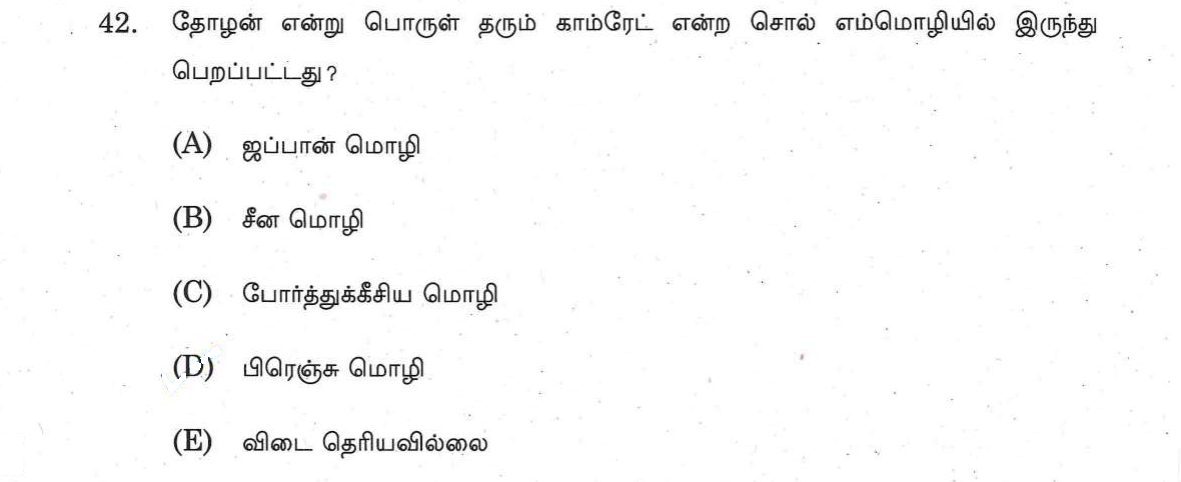 42. தோழன் என்று பொருள் தரும் காம்ரேட் என்ற சொல் எம்மொழியில் இருந்து
பெறப்பட்டது?
(A) ஜப்பான் மொழி
(B) சீன மொழி
(C) போர்த்துக்கீசிய மொழி
(D) பிரெஞ்சு மொழி
(E) விடை தெரியவில்லை